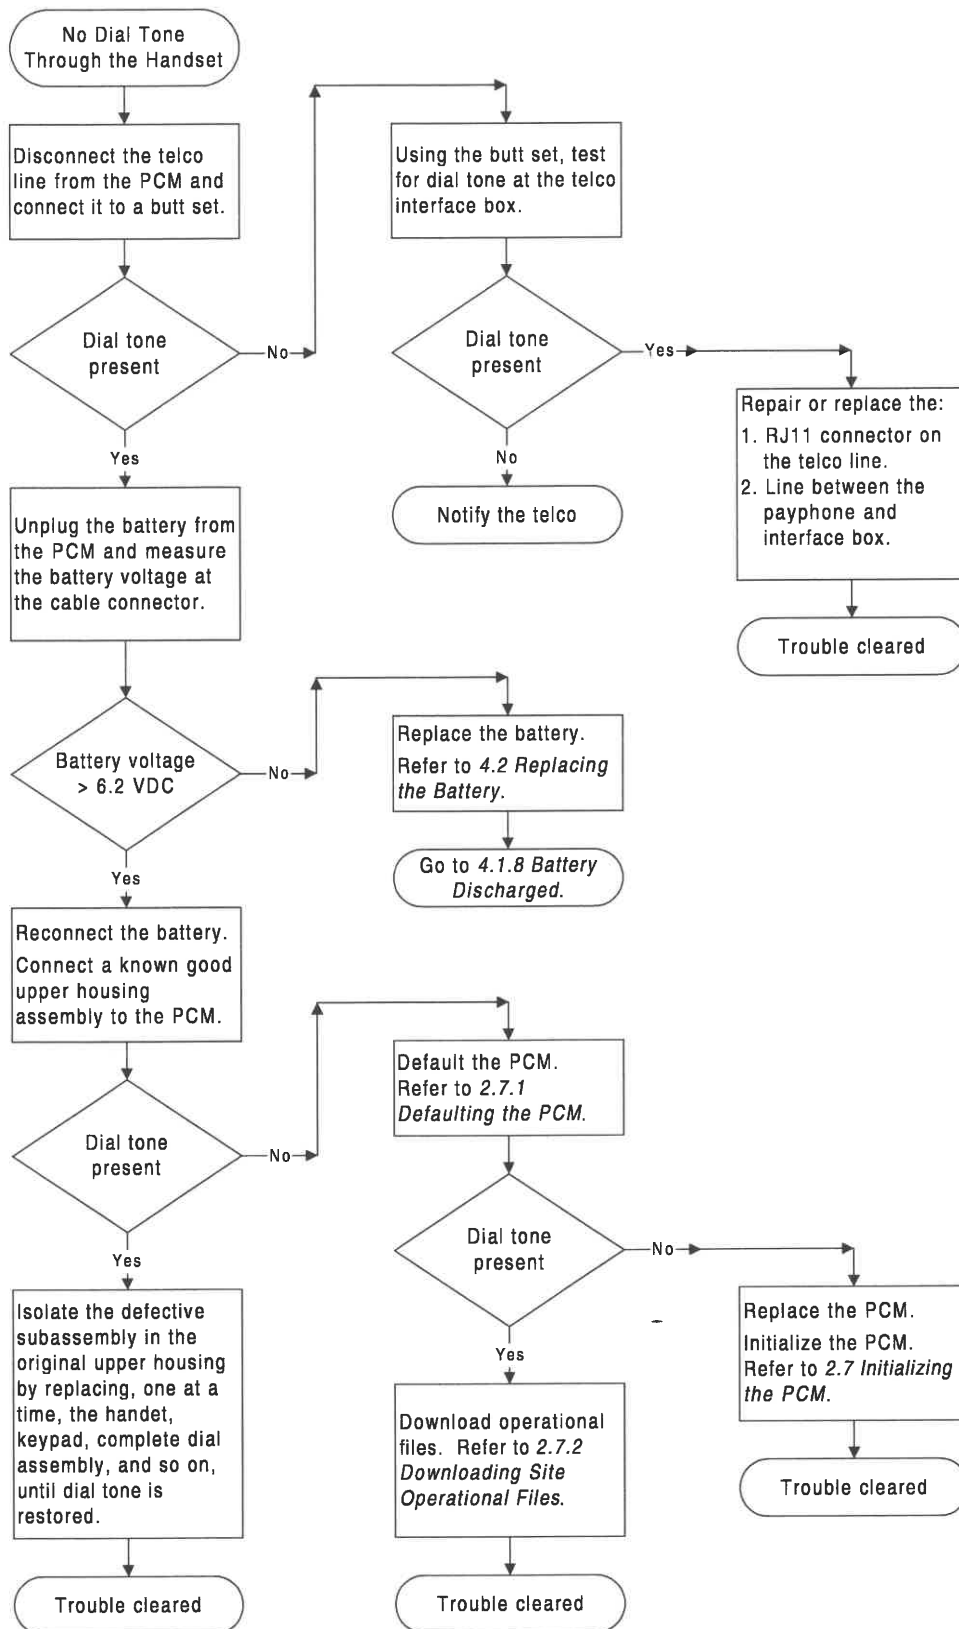 No Dial Tone
Through the Handset
Disconnect the telco
line from the PCM and
connect it to a butt set.
Dial tone
present
No
Using the butt set, test
for dial tone at the telco
interface box.
Dial tone
present
Yes
Repair or replace the:
1. RJ11 connector on
the telco line.
2. Line between the
payphone and
interface box.
Trouble cleared
No
Notify the telco
Yes
Unplug the battery from
the PCM and measure
the battery voltage at
the cable connector.
Battery voltage
> 6.2 VDC
No
Replace the battery.
Refer to 4.2 Replacing
the Battery.
Go to 4.1.8 Battery
Discharged.
Yes
Reconnect the battery.
Connect a known good
upper housing
assembly to the PCM.
Dial tone
present
No
Default the PCM.
Refer to 2.7.1
Defaulting the PCM.
Dial tone
present
No
Replace the PCM.
Initialize the PCM.
Refer to 2.7 Initializing
the PCM.
Trouble cleared
Yes
Download operational
files. Refer to 2.7.2
Downloading Site
Operational Files.
Trouble cleared
Yes
Isolate the defective
subassembly in the
original upper housing
by replacing, one at a
time, the handet,
keypad, complete dial
assembly, and so on,
until dial tone is
restored.
Trouble cleared